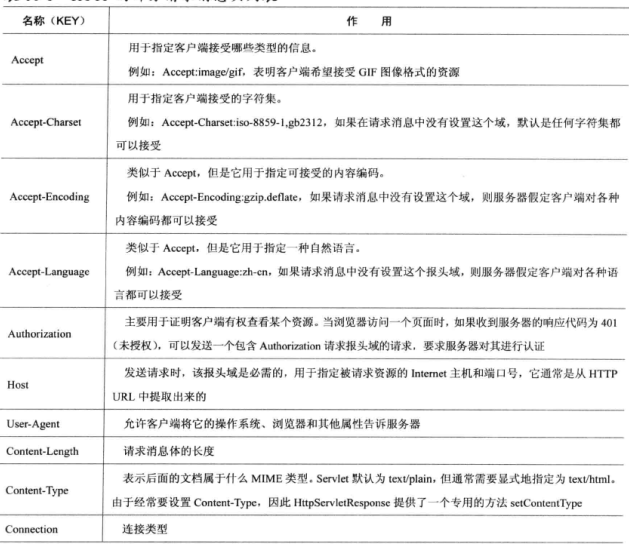 名称（KEY） 作 用
Accept
用于指定客户端接受哪些类型的信息。
例如：Accept:image/gif，表明客户端希望接受 GIF 图像格式的资源
Accept-Charset
用于指定客户端接受的字符集。
例如：Accept-Charset:iso-8859-1,gb2312，如果在请求消息中没有设置这个域，默认是任何字符集都
可以接受
Accept-Encoding
类似于 Accept，但是它用于指定可接受的内容编码。
例如：Accept-Encoding:gzip.deflate，如果请求消息中没有设置这个域，则服务器假定客户端对各种
内容编码都可以接受
Accept-Language
类似于 Accept，但是它用于指定一种自然语言。
例如：Accept-Language:zh-cn，如果请求消息中没有设置这个报头域，则服务器假定客户端对各种语
言都可以接受
Authorization
主要用于证明客户端有权查看某个资源。当浏览器访问一个页面时，如果收到服务器的响应代码为 401
（未授权），可以发送一个包含 Authorization 请求报头域的请求，要求服务器对其进行认证
Host
发送请求时，该报头域是必需的，用于指定被请求资源的 Internet 主机和端口号，它通常是从 HTTP
URL 中提取出来的
User-Agent 允许客户端将它的操作系统、浏览器和其他属性告诉服务器
Content-Length 请求消息体的长度
Content-Type
表示后面的文档属于什么 MIME 类型。Servlet 默认为 text/plain，但通常需要显式地指定为 text/html。
由于经常要设置 Content-Type，因此 HttpServletResponse 提供了一个专用的方法 setContentType
Connection 连接类型